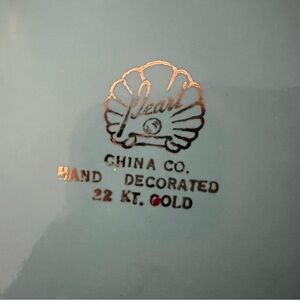 Pearl
CHINA CO.
HAND DECORATED
22 KT. GOLD